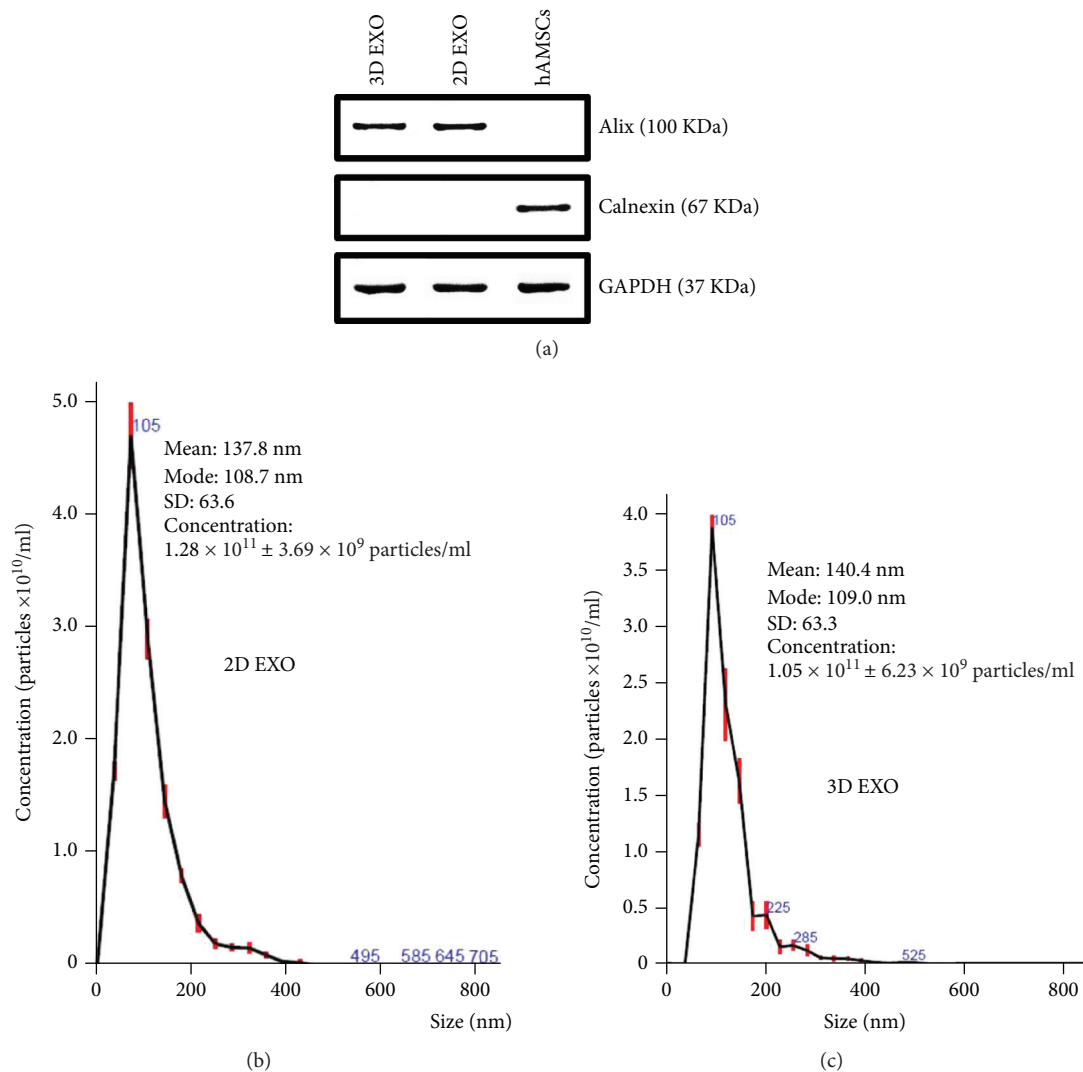 3D EXO
2D EXO
hAMSCs
Alix (100 KDa)
Calnexin (67 KDa)
GAPDH (37 KDa)
(a)
Concentration (particles ×10¹⁰/ml)
5.0
4.0
3.0
2.0
1.0
0
105
Mean: 137.8 nm
Mode: 108.7 nm
SD: 63.6
Concentration:
1.28 × 10¹¹ ± 3.69 × 10⁹ particles/ml
2D EXO
495 585 645 705
0 200 400 600 800
Size (nm)
(b)
Concentration (particles ×10¹⁰/ml)
4.0
3.5
3.0
2.5
2.0
1.5
1.0
0.5
0
105
Mean: 140.4 nm
Mode: 109.0 nm
SD: 63.3
Concentration:
1.05 × 10¹¹ ± 6.23 × 10⁹ particles/ml
3D EXO
225
285
525
0 200 400 600 800
Size (nm)
(c)